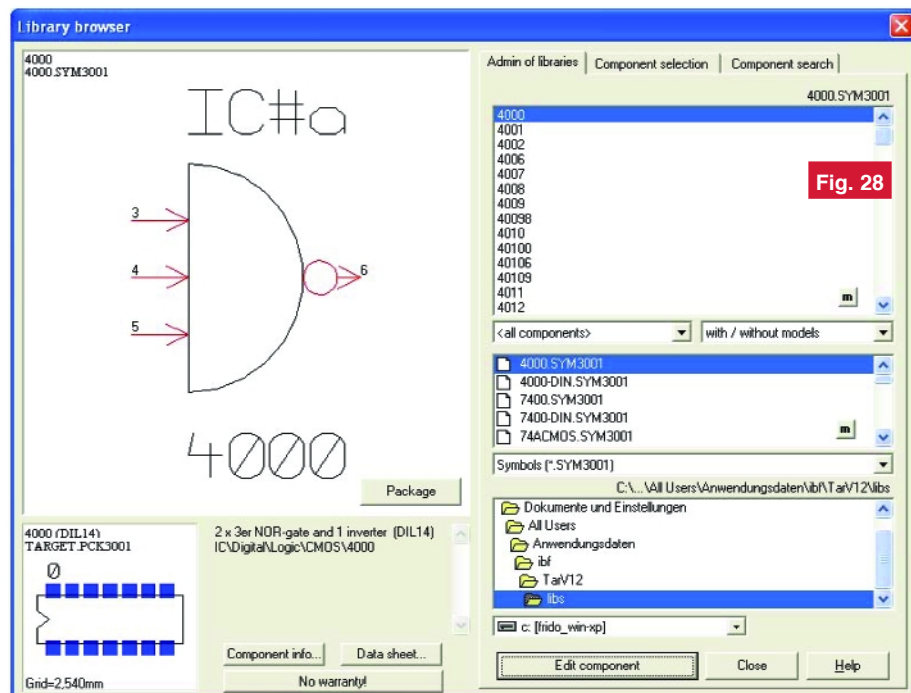 Library browser
4000
4000.SYM3001
IC#a
3
4
5
6
4000
Package
4000 (DIL14)
TARGET.PCK3001
0
Grid=2,540mm
2 x 3er NOR-gate and 1 inverter (DIL14)
IC\Digital\Logic\CMOS\4000
Component info...
Data sheet...
No warranty!
Admin of libraries
Component selection
Component search
4000.SYM3001
4000
4001
4002
4006
4007
4008
4009
40098
4010
40100
40106
40109
4011
4012
Fig. 28
m
<all components>
with / without models
4000.SYM3001
4000-DIN.SYM3001
7400.SYM3001
7400-DIN.SYM3001
74ACMOS.SYM3001
m
Symbols (*.SYM3001)
C:\...\All Users\Anwendungsdaten\ibf\TarV12\libs
Dokumente und Einstellungen
All Users
Anwendungsdaten
ibf
TarV12
libs
c: [frido_win-xp]
Edit component
Close
Help